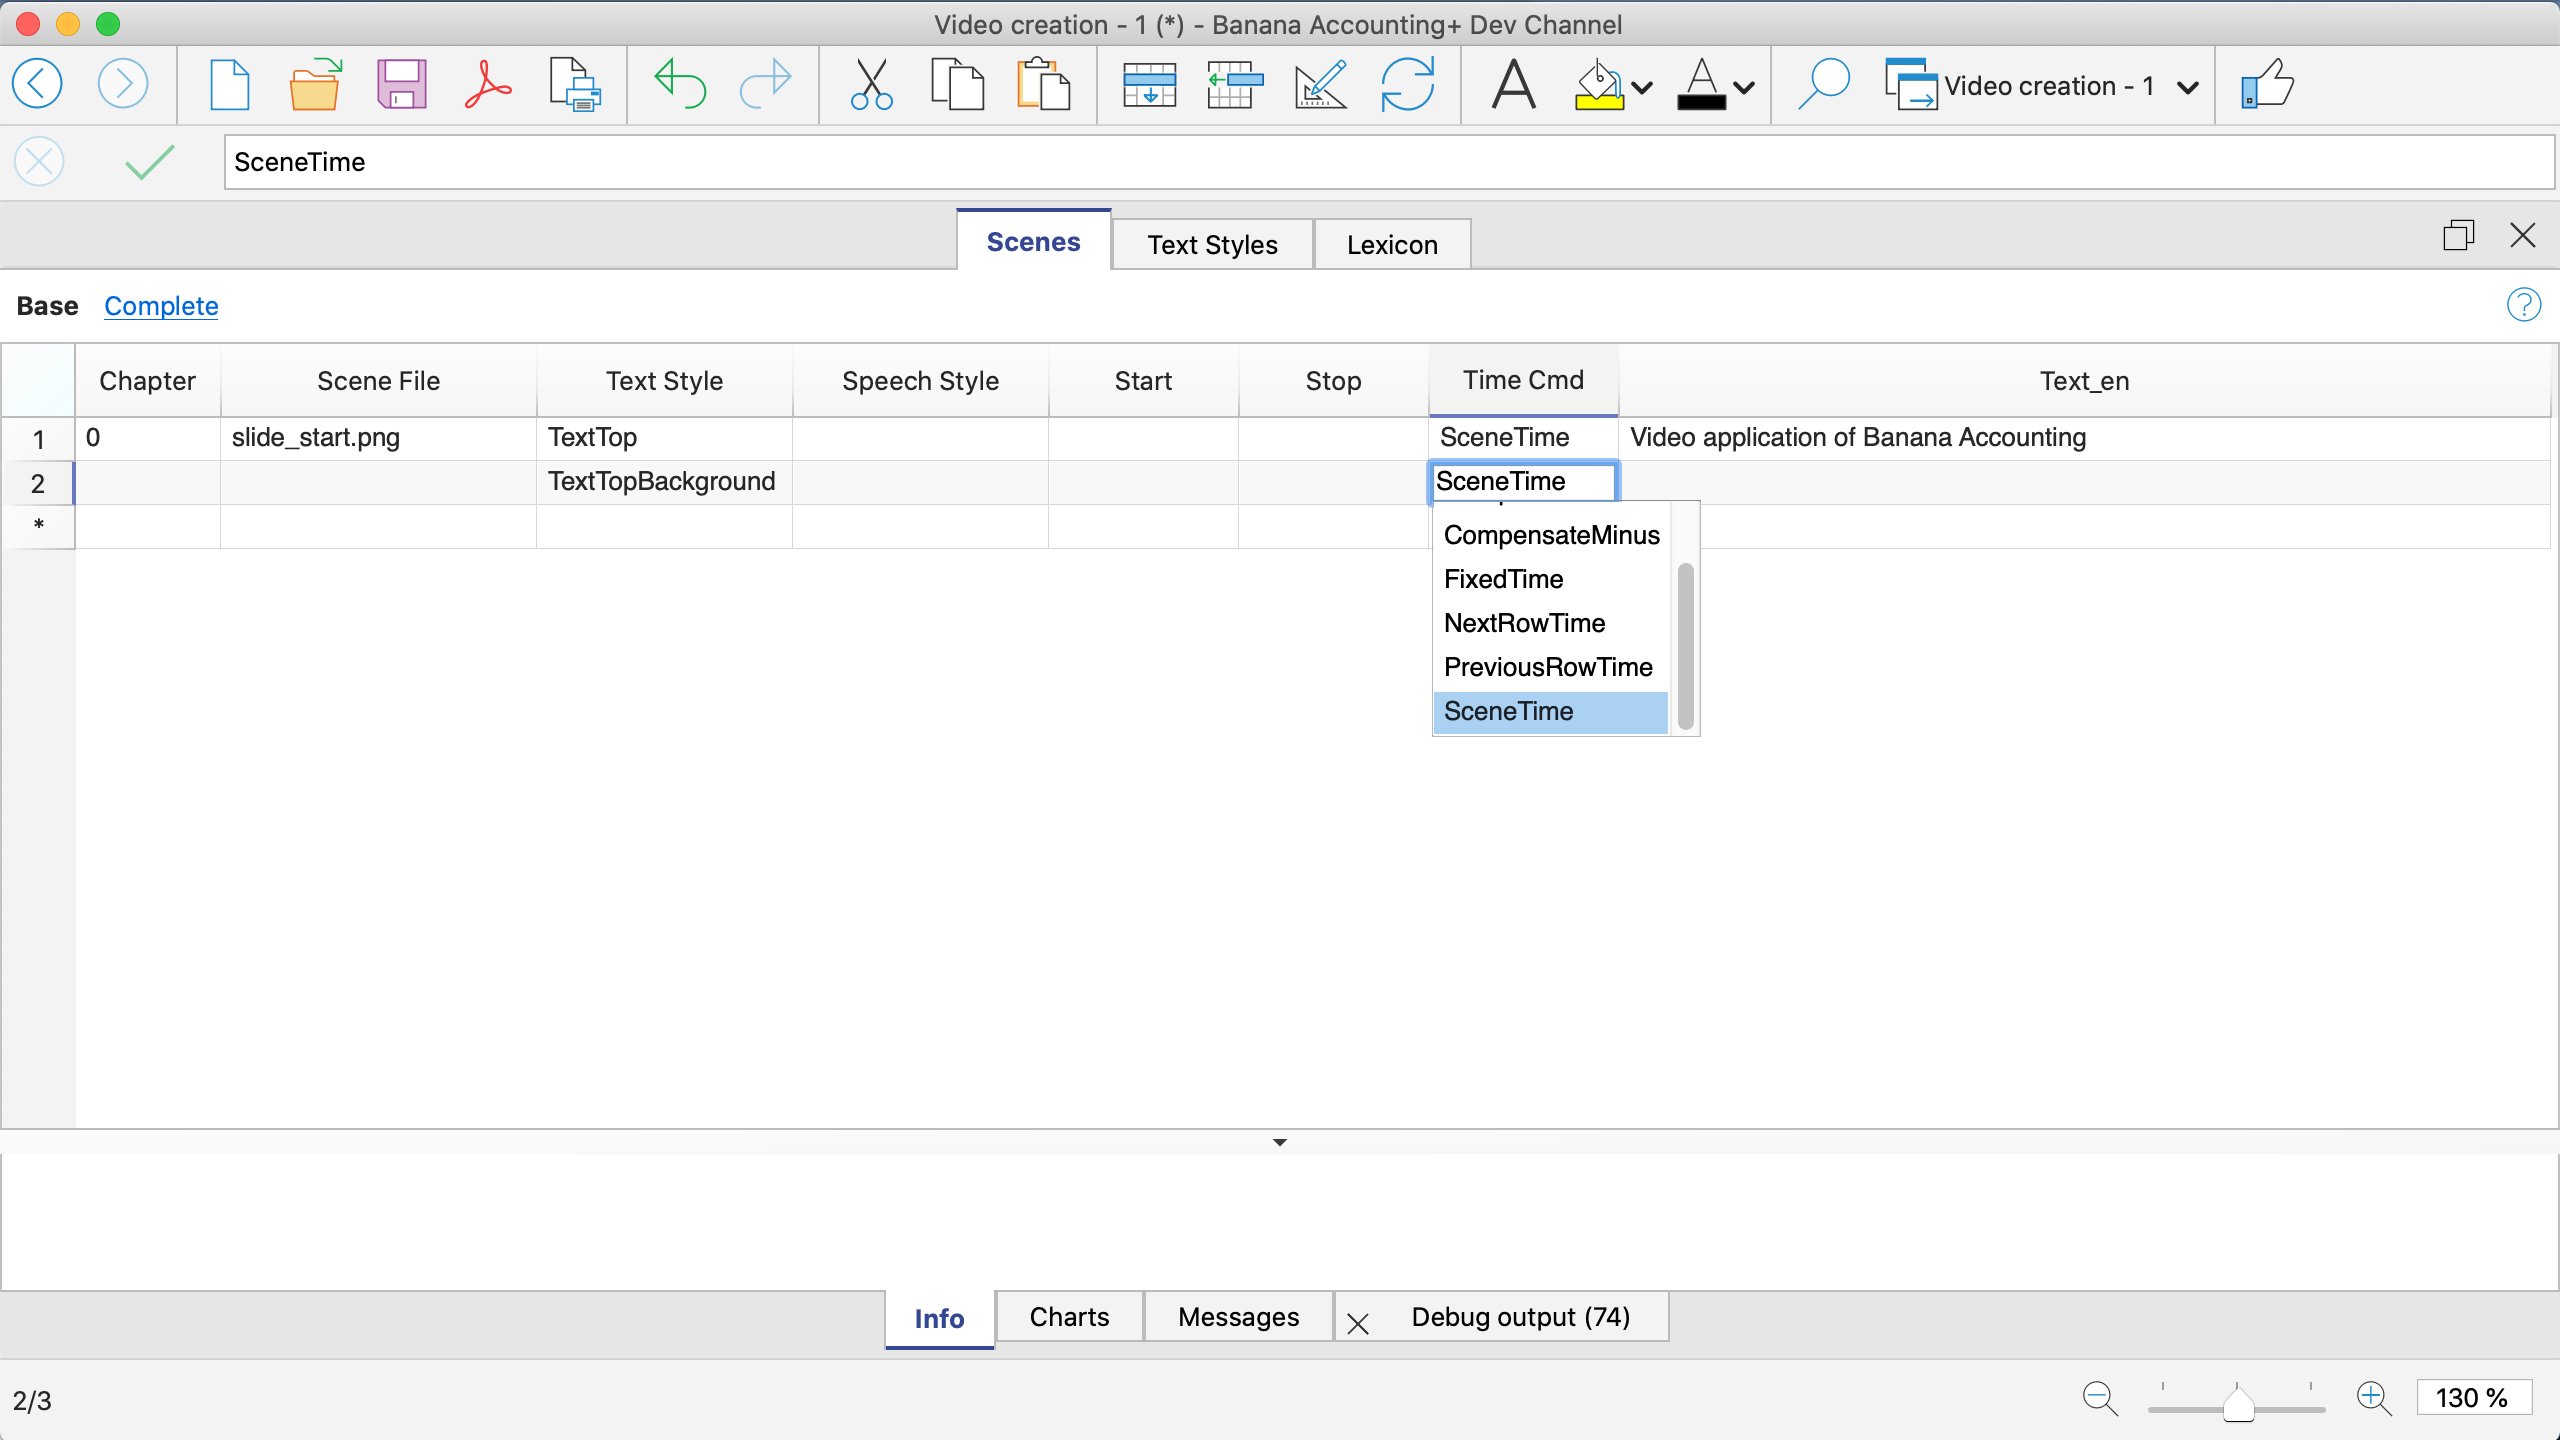 Video creation - 1 (*) - Banana Accounting+ Dev Channel
Video creation - 1
SceneTime
Scenes Text Styles Lexicon
Base Complete
Chapter Scene File Text Style Speech Style Start Stop Time Cmd Text_en
1 0 slide_start.png TextTop SceneTime Video application of Banana Accounting
2 TextTopBackground SceneTime
*
CompensateMinus
FixedTime
NextRowTime
PreviousRowTime
SceneTime
Info Charts Messages Debug output (74)
2/3 130 %